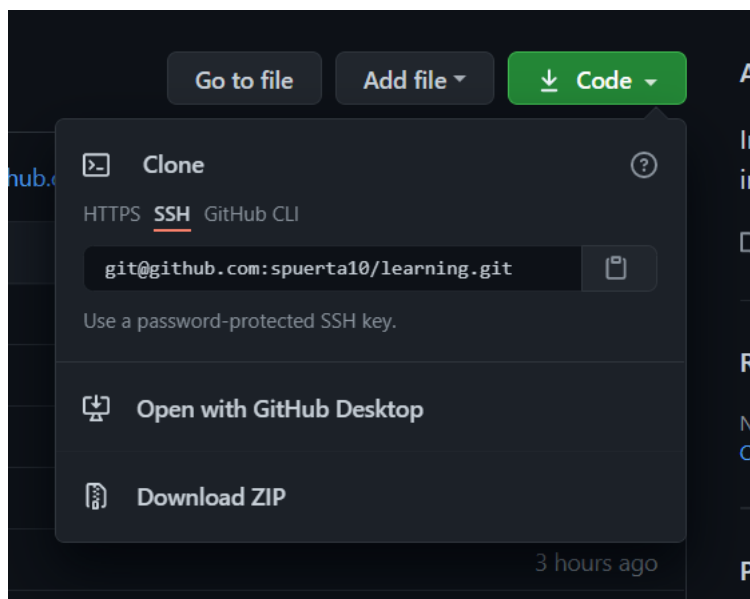 Go to file Add file Code
Clone
hub.
HTTPS SSH GitHub CLI
git@github.com:spuerta10/learning.git
Use a password-protected SSH key.
Open with GitHub Desktop
Download ZIP
3 hours ago